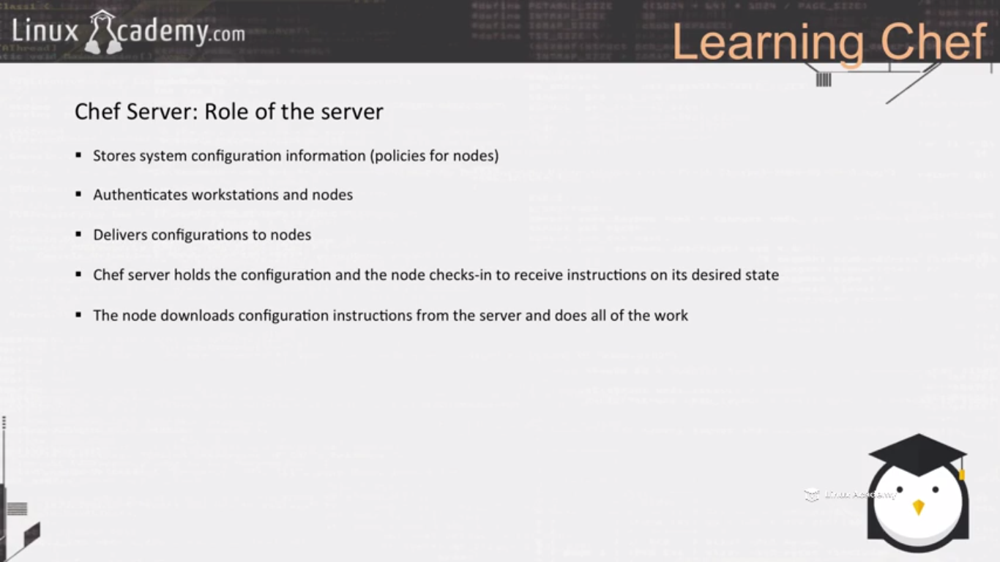 Linux Academy.com
Learning Chef
Chef Server: Role of the server
▪ Stores system configuration information (policies for nodes)
▪ Authenticates workstations and nodes
▪ Delivers configurations to nodes
▪ Chef server holds the configuration and the node checks-in to receive instructions on its desired state
▪ The node downloads configuration instructions from the server and does all of the work
Linux Academy